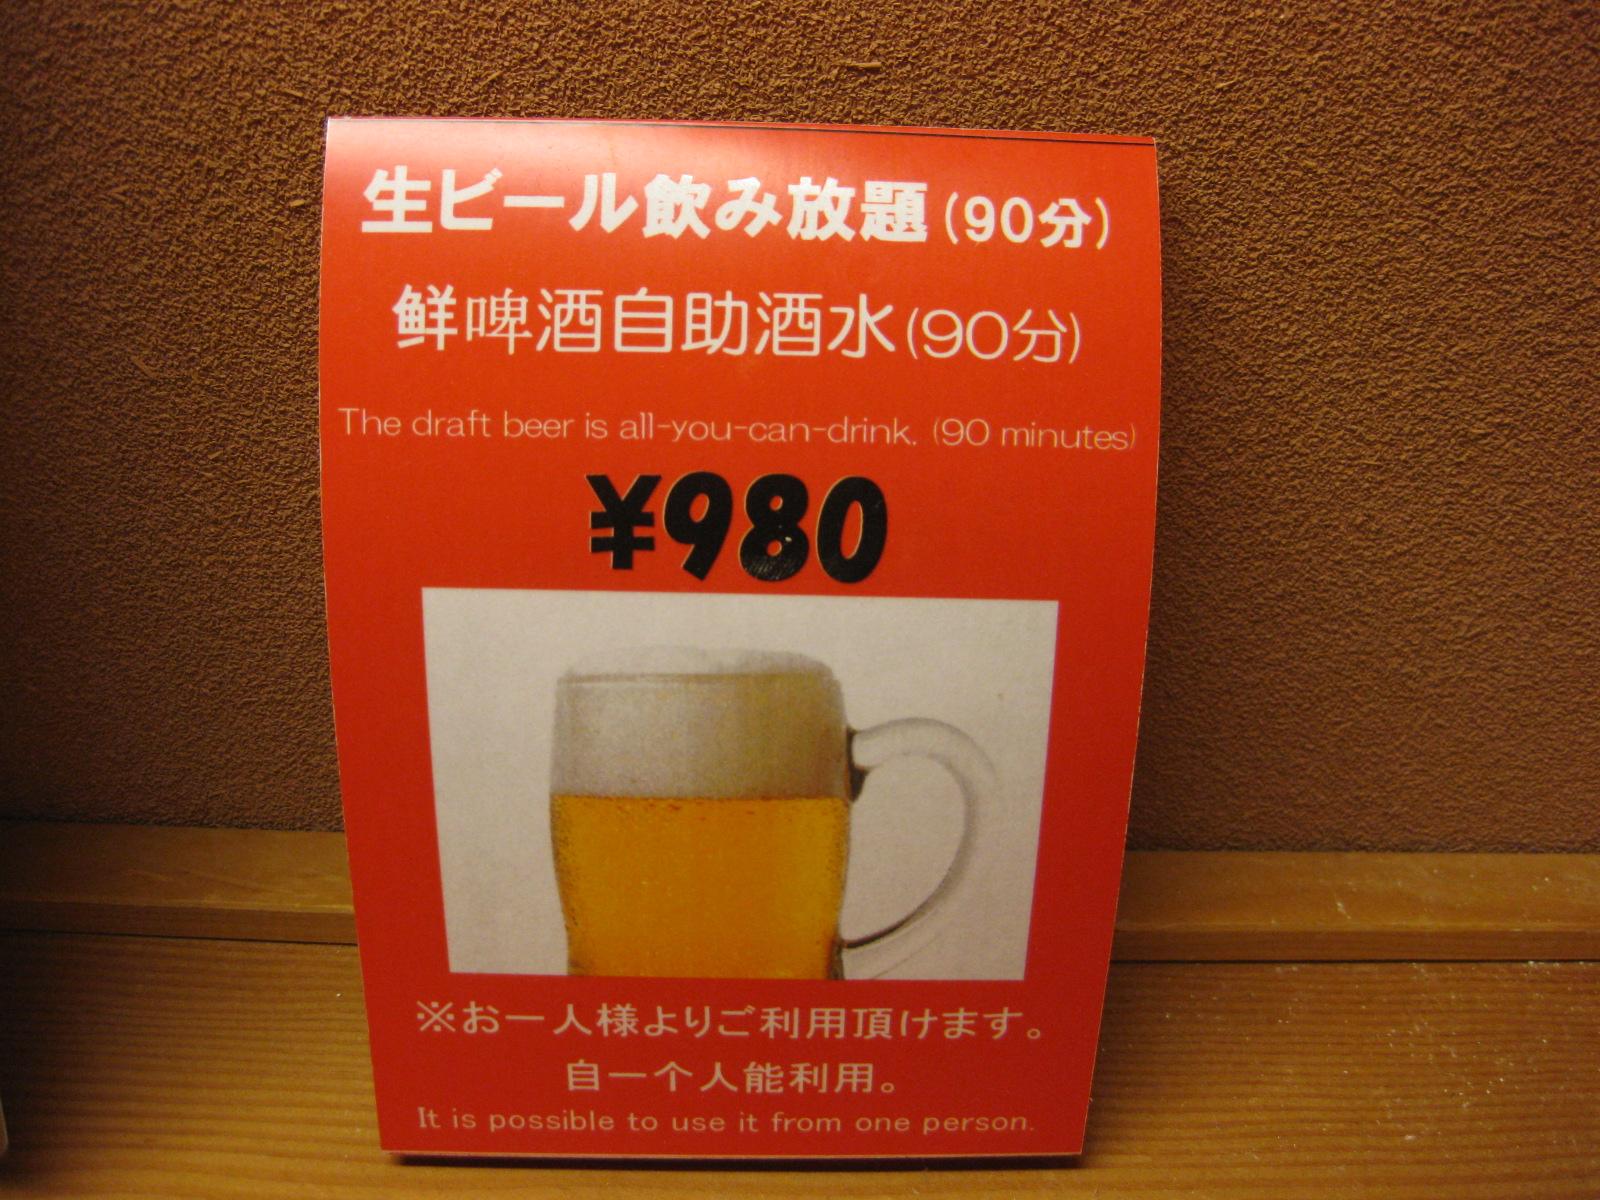 生ビール飲み放題(90分)
鲜啤酒自助酒水(90分)
The draft beer is all-you-can-drink. (90 minutes)
¥980
※お一人様よりご利用頂けます。
自一个人能利用。
It is possible to use it from one person.